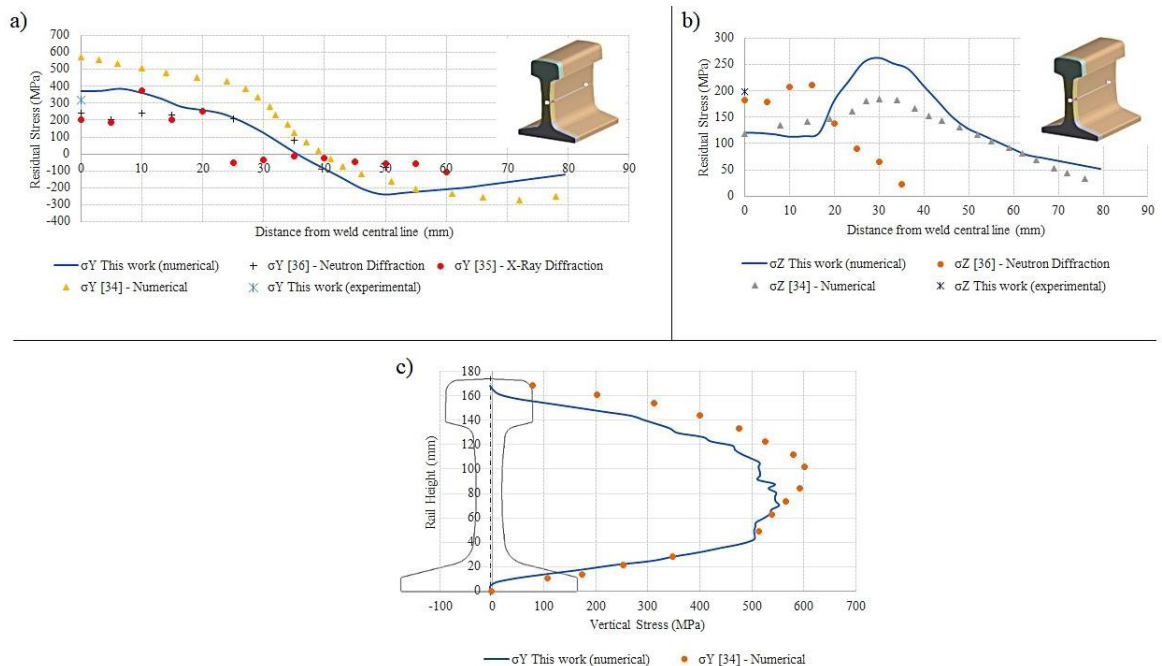 a)
Residual Stress (MPa)
700
600
500
400
300
200
100
0
-100
-200
-300
-400
0 10 20 30 40 50 60 70 80 90
Distance from weld central line (mm)
σY This work (numerical)
σY [36] - Neutron Diffraction
σY [35] - X-Ray Diffraction
σY [34] - Numerical
σY This work (experimental)
b)
Residual Stress (MPa)
300
250
200
150
100
50
0
0 10 20 30 40 50 60 70 80 90
Distance from weld central line (mm)
σZ This work (numerical)
σZ [36] - Neutron Diffraction
σZ [34] - Numerical
σZ This work (experimental)
c)
Rail Height (mm)
180
160
140
120
100
80
60
40
20
0
-100 0 100 200 300 400 500 600 700
Vertical Stress (MPa)
σY This work (numerical)
σY [34] - Numerical